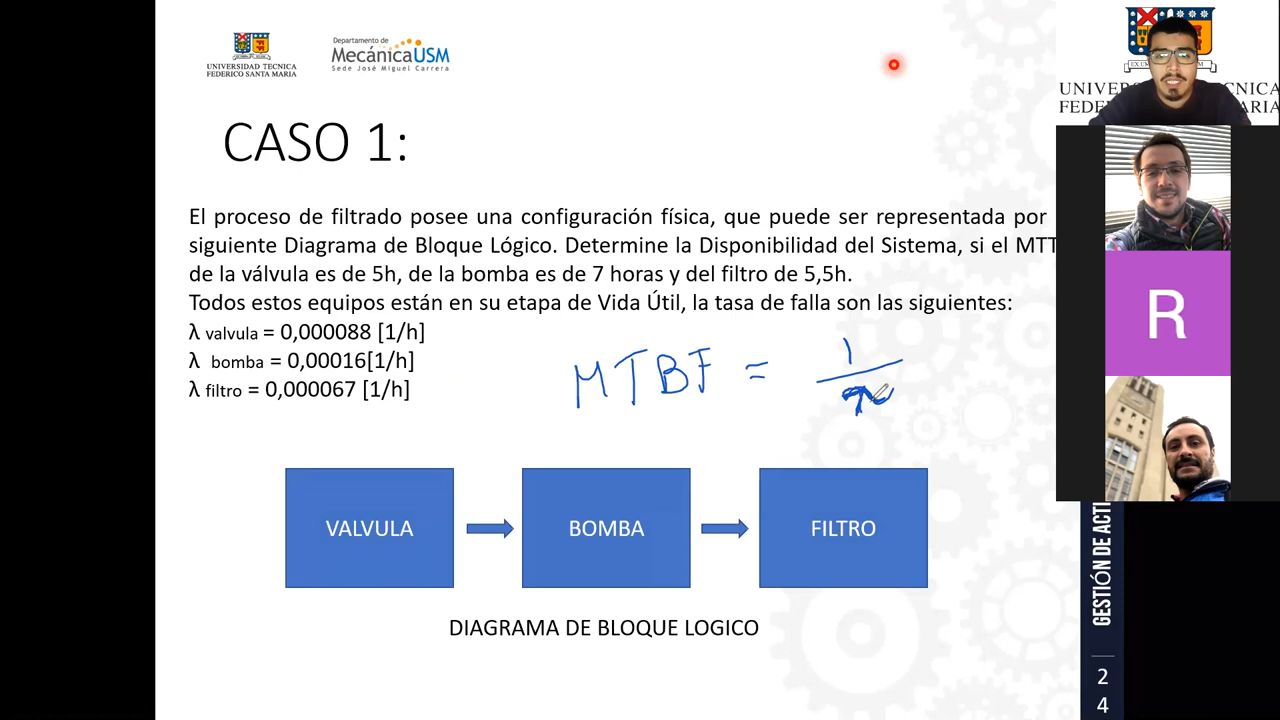 UNIVERSIDAD TECNICA
FEDERICO SANTA MARIA
Departamento de
MecánicaUSM
Sede José Miguel Carrera
CASO 1:
El proceso de filtrado posee una configuración física, que puede ser representada por
siguiente Diagrama de Bloque Lógico. Determine la Disponibilidad del Sistema, si el MTT
de la válvula es de 5h, de la bomba es de 7 horas y del filtro de 5,5h.
Todos estos equipos están en su etapa de Vida Útil, la tasa de falla son las siguientes:
λ valvula = 0,000088 [1/h]
λ bomba = 0,00016[1/h]
λ filtro = 0,000067 [1/h]
MTBF = 1
VALVULA
BOMBA
FILTRO
DIAGRAMA DE BLOQUE LOGICO
UNIVER CNICA
FEDE ARIA
R
GESTIÓN DE ACTI
2
4